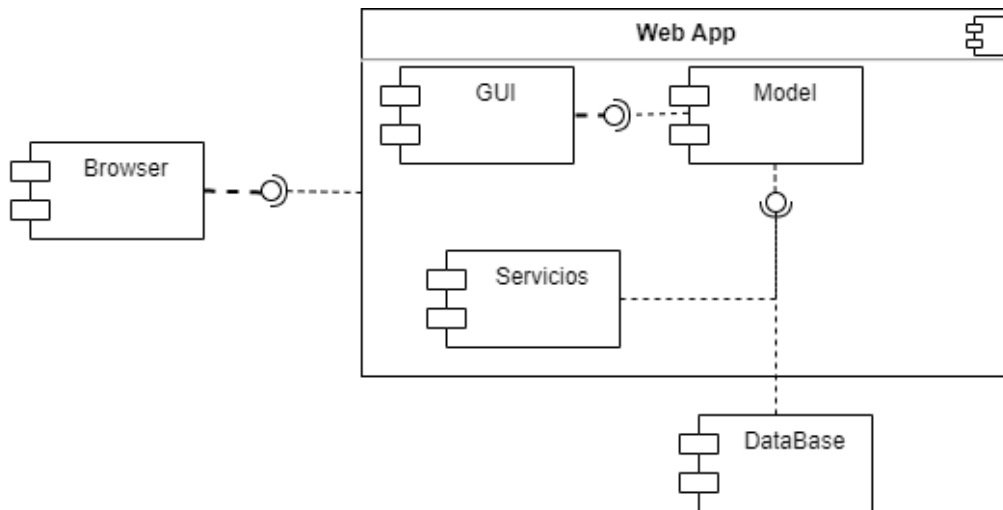 Web App
GUI
Model
Browser
Servicios
DataBase